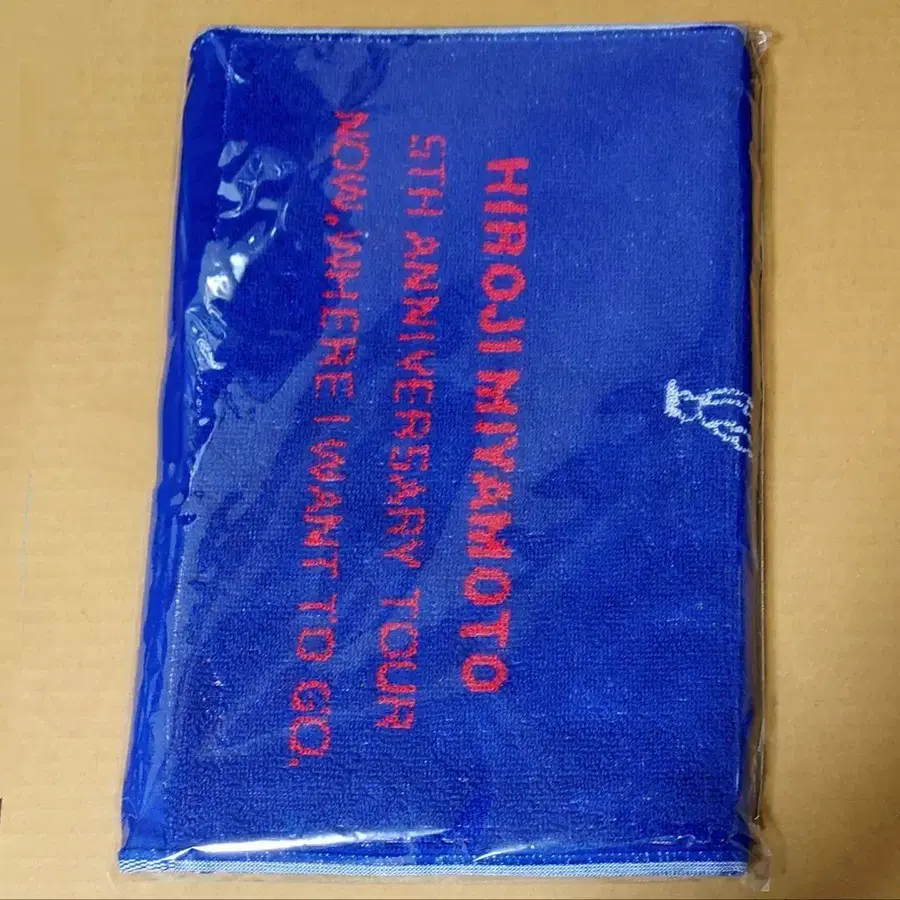 HIROJI MIYAMOTO
5TH ANNIVERSARY TOUR
NOW, WHERE I WANT TO GO.